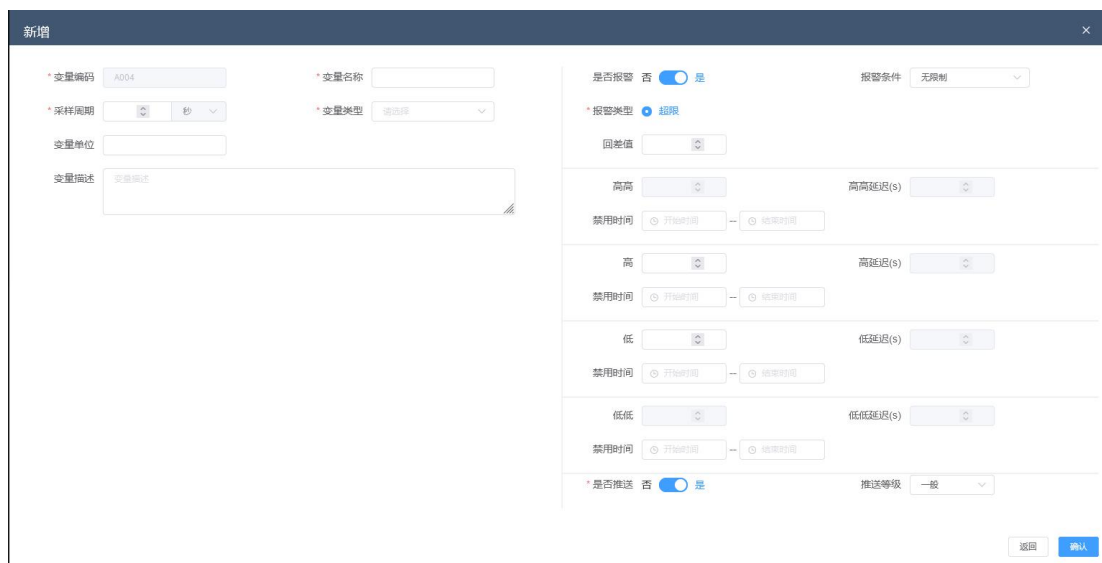 新增
×
*变量编码 A004 *变量名称
*采样周期 秒 *变量类型 请选择
变量单位
变量描述 变量描述
是否报警 否 是 报警条件 无限制
*报警类型 超限
回差值
高高 高高延迟(s)
禁用时间 开始时间 -- 结束时间
高 高延迟(s)
禁用时间 开始时间 -- 结束时间
低 低延迟(s)
禁用时间 开始时间 -- 结束时间
低低 低低延迟(s)
禁用时间 开始时间 -- 结束时间
*是否推送 否 是 推送等级 一般
返回 确认